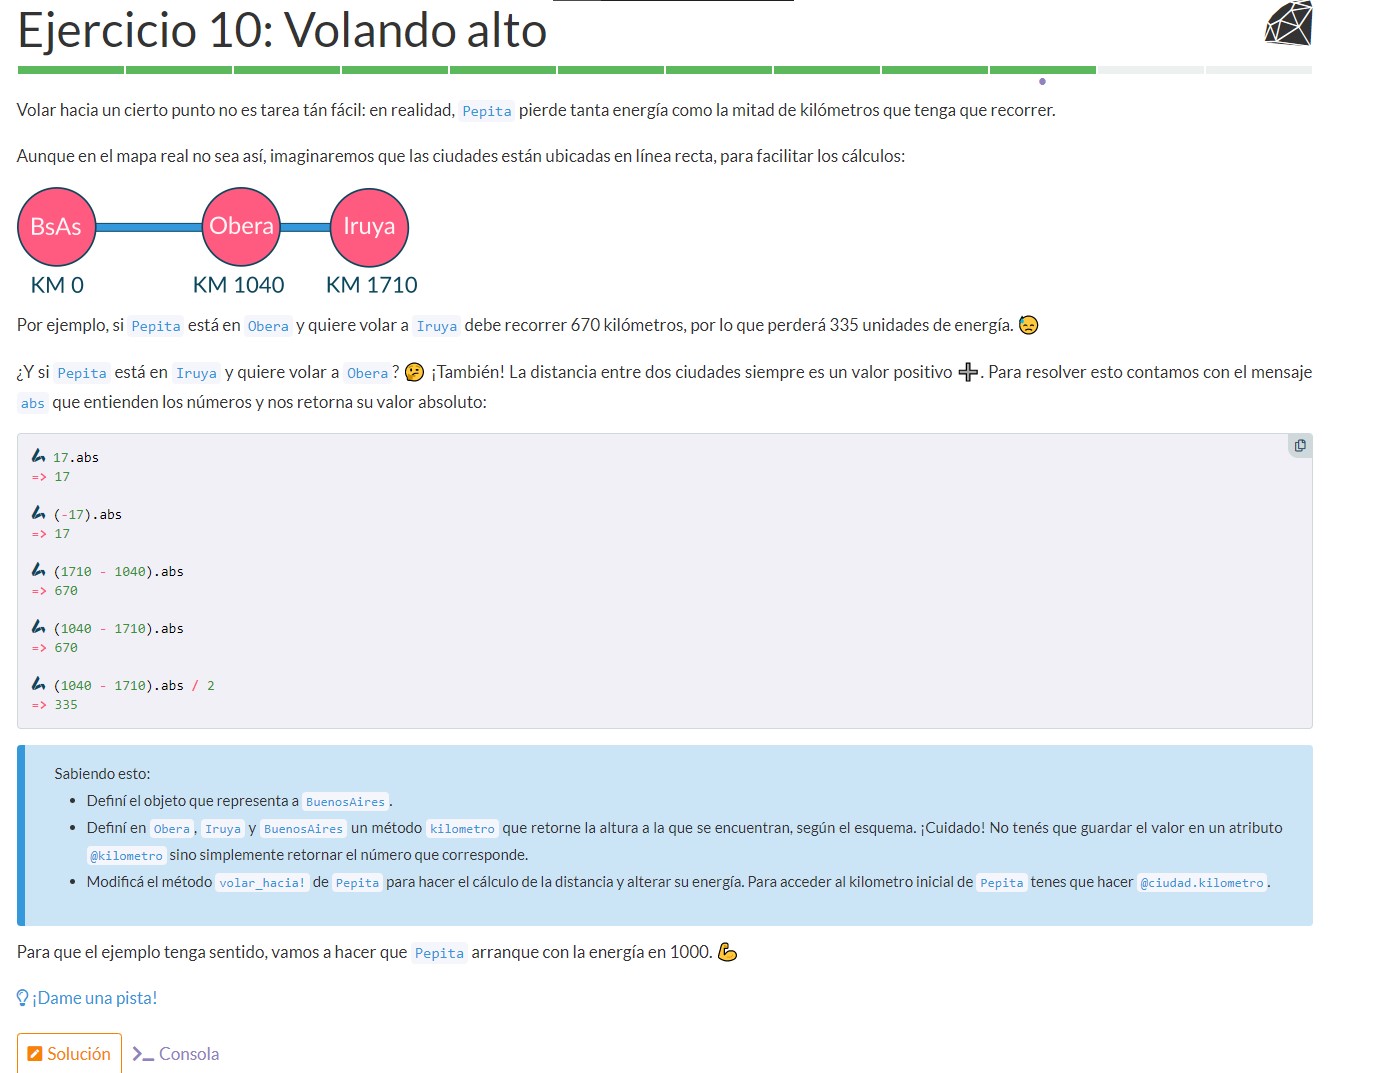 Ejercicio 10: Volando alto
Volar hacia un cierto punto no es tarea tán fácil: en realidad, Pepita pierde tanta energía como la mitad de kilómetros que tenga que recorrer.
Aunque en el mapa real no sea así, imaginaremos que las ciudades están ubicadas en línea recta, para facilitar los cálculos:
BsAs Obera Iruya
KM 0 KM 1040 KM 1710
Por ejemplo, si Pepita está en Obera y quiere volar a Iruya debe recorrer 670 kilómetros, por lo que perderá 335 unidades de energía. 😓
¿Y si Pepita está en Iruya y quiere volar a Obera? 🤔 ¡También! La distancia entre dos ciudades siempre es un valor positivo ➕. Para resolver esto contamos con el mensaje
abs que entienden los números y nos retorna su valor absoluto:
17.abs
=> 17
(-17).abs
=> 17
(1710 - 1040).abs
=> 670
(1040 - 1710).abs
=> 670
(1040 - 1710).abs / 2
=> 335
Sabiendo esto:
• Definí el objeto que representa a BuenosAires.
• Definí en Obera, Iruya y BuenosAires un método kilometro que retorne la altura a la que se encuentran, según el esquema. ¡Cuidado! No tenés que guardar el valor en un atributo
@kilometro sino simplemente retornar el número que corresponde.
• Modificá el método volar_hacia! de Pepita para hacer el cálculo de la distancia y alterar su energía. Para acceder al kilometro inicial de Pepita tenes que hacer @ciudad.kilometro.
Para que el ejemplo tenga sentido, vamos a hacer que Pepita arranque con la energía en 1000. 💪
¡Dame una pista!
Solución >_ Consola